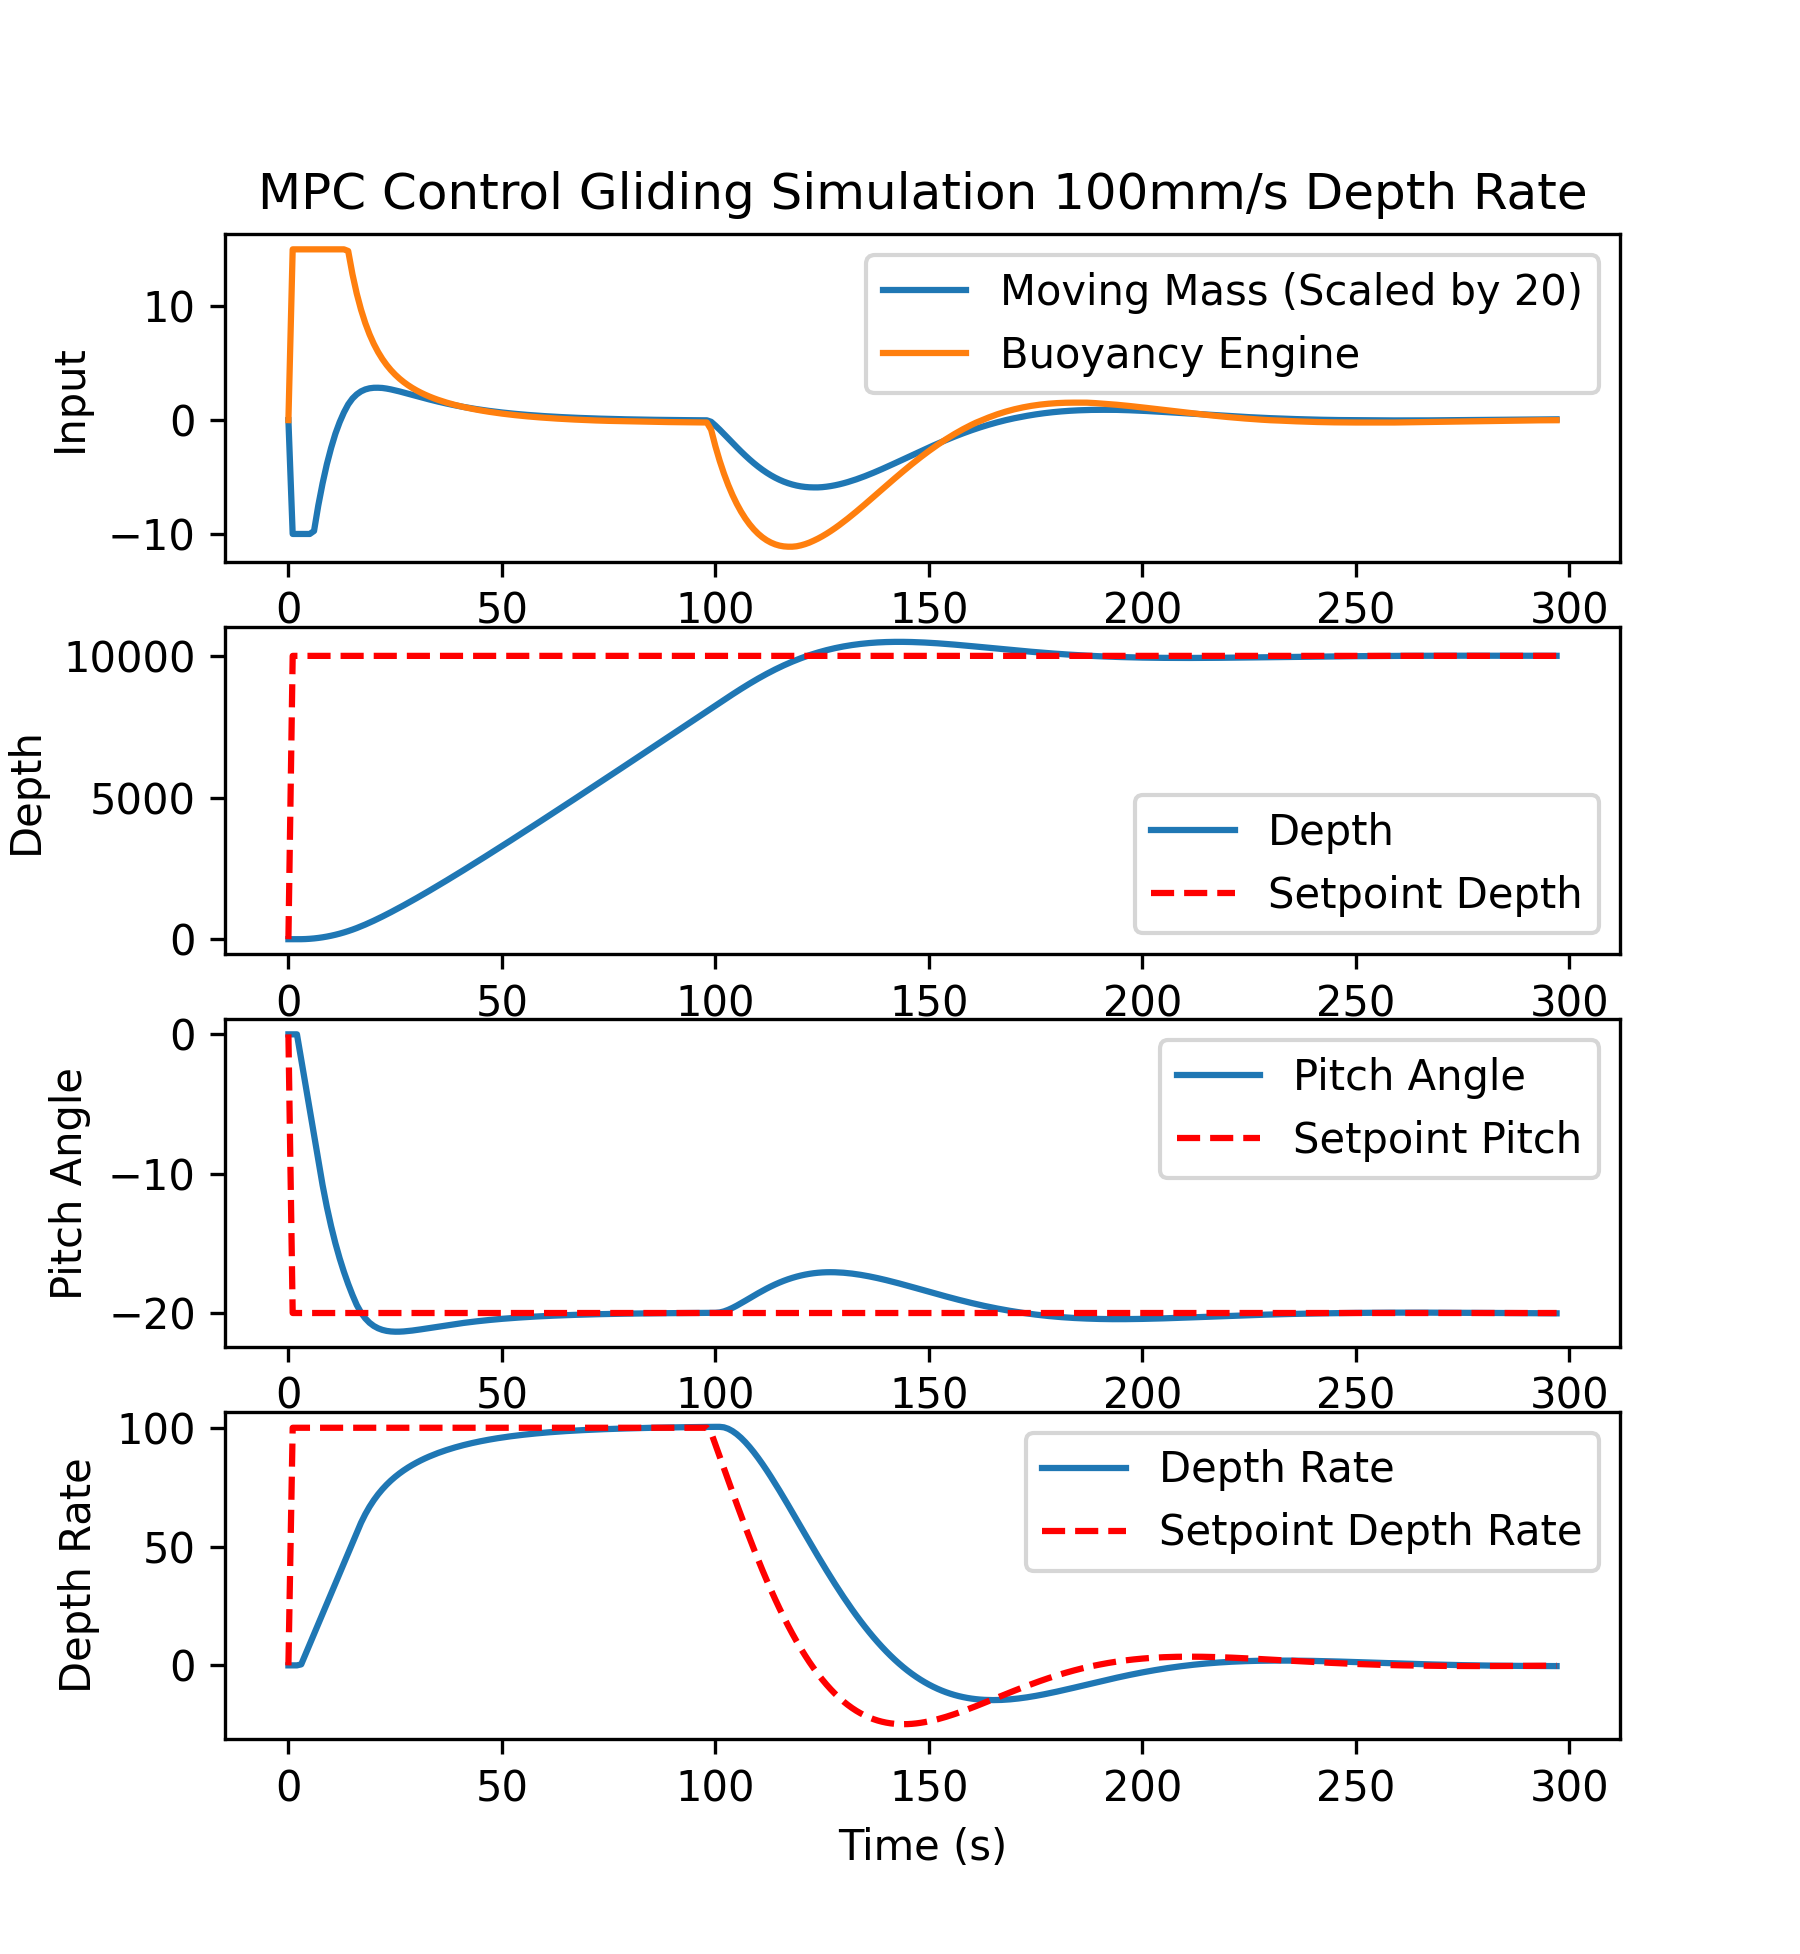 MPC Control Gliding Simulation 100mm/s Depth Rate
Input
10
0
−10
Moving Mass (Scaled by 20)
Buoyancy Engine
0 50 100 150 200 250 300
Depth
10000
5000
0
Depth
Setpoint Depth
0 50 100 150 200 250 300
Pitch Angle
0
−10
−20
Pitch Angle
Setpoint Pitch
0 50 100 150 200 250 300
Depth Rate
100
50
0
Depth Rate
Setpoint Depth Rate
0 50 100 150 200 250 300
Time (s)